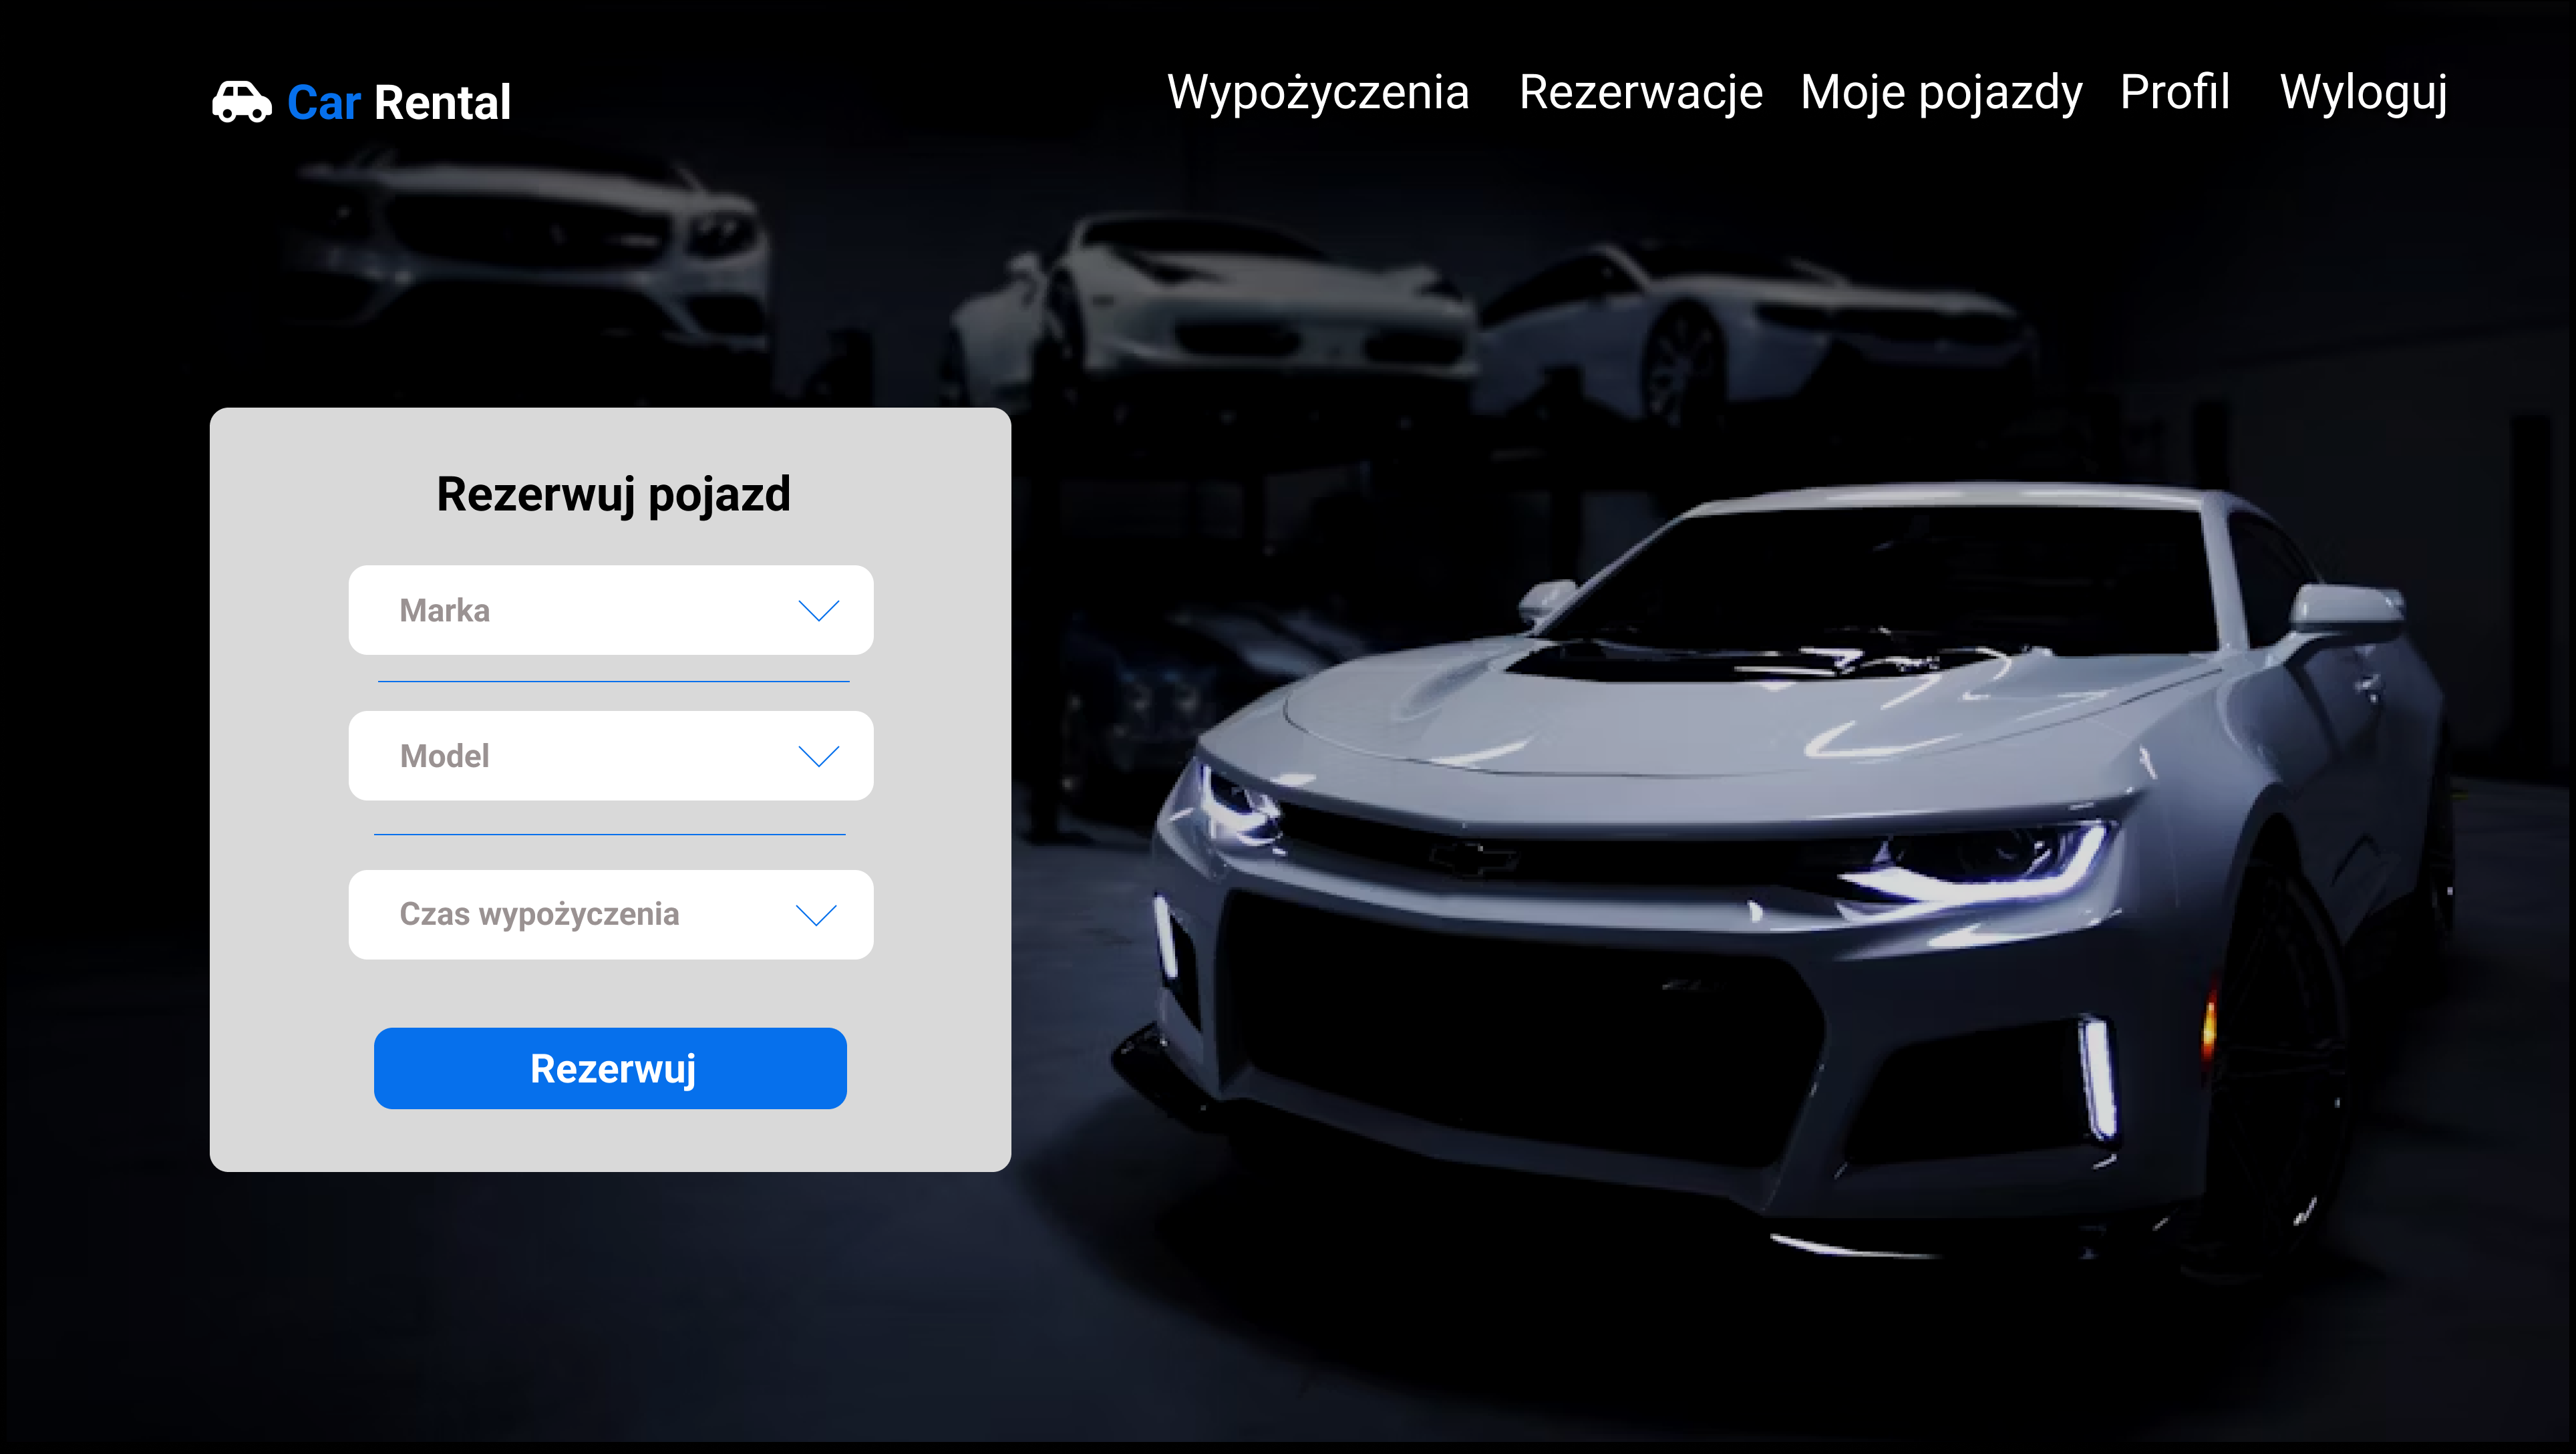 Car Rental
Wypożyczenia Rezerwacje Moje pojazdy Profil Wyloguj
Rezerwuj pojazd
Marka
Model
Czas wypożyczenia
Rezerwuj